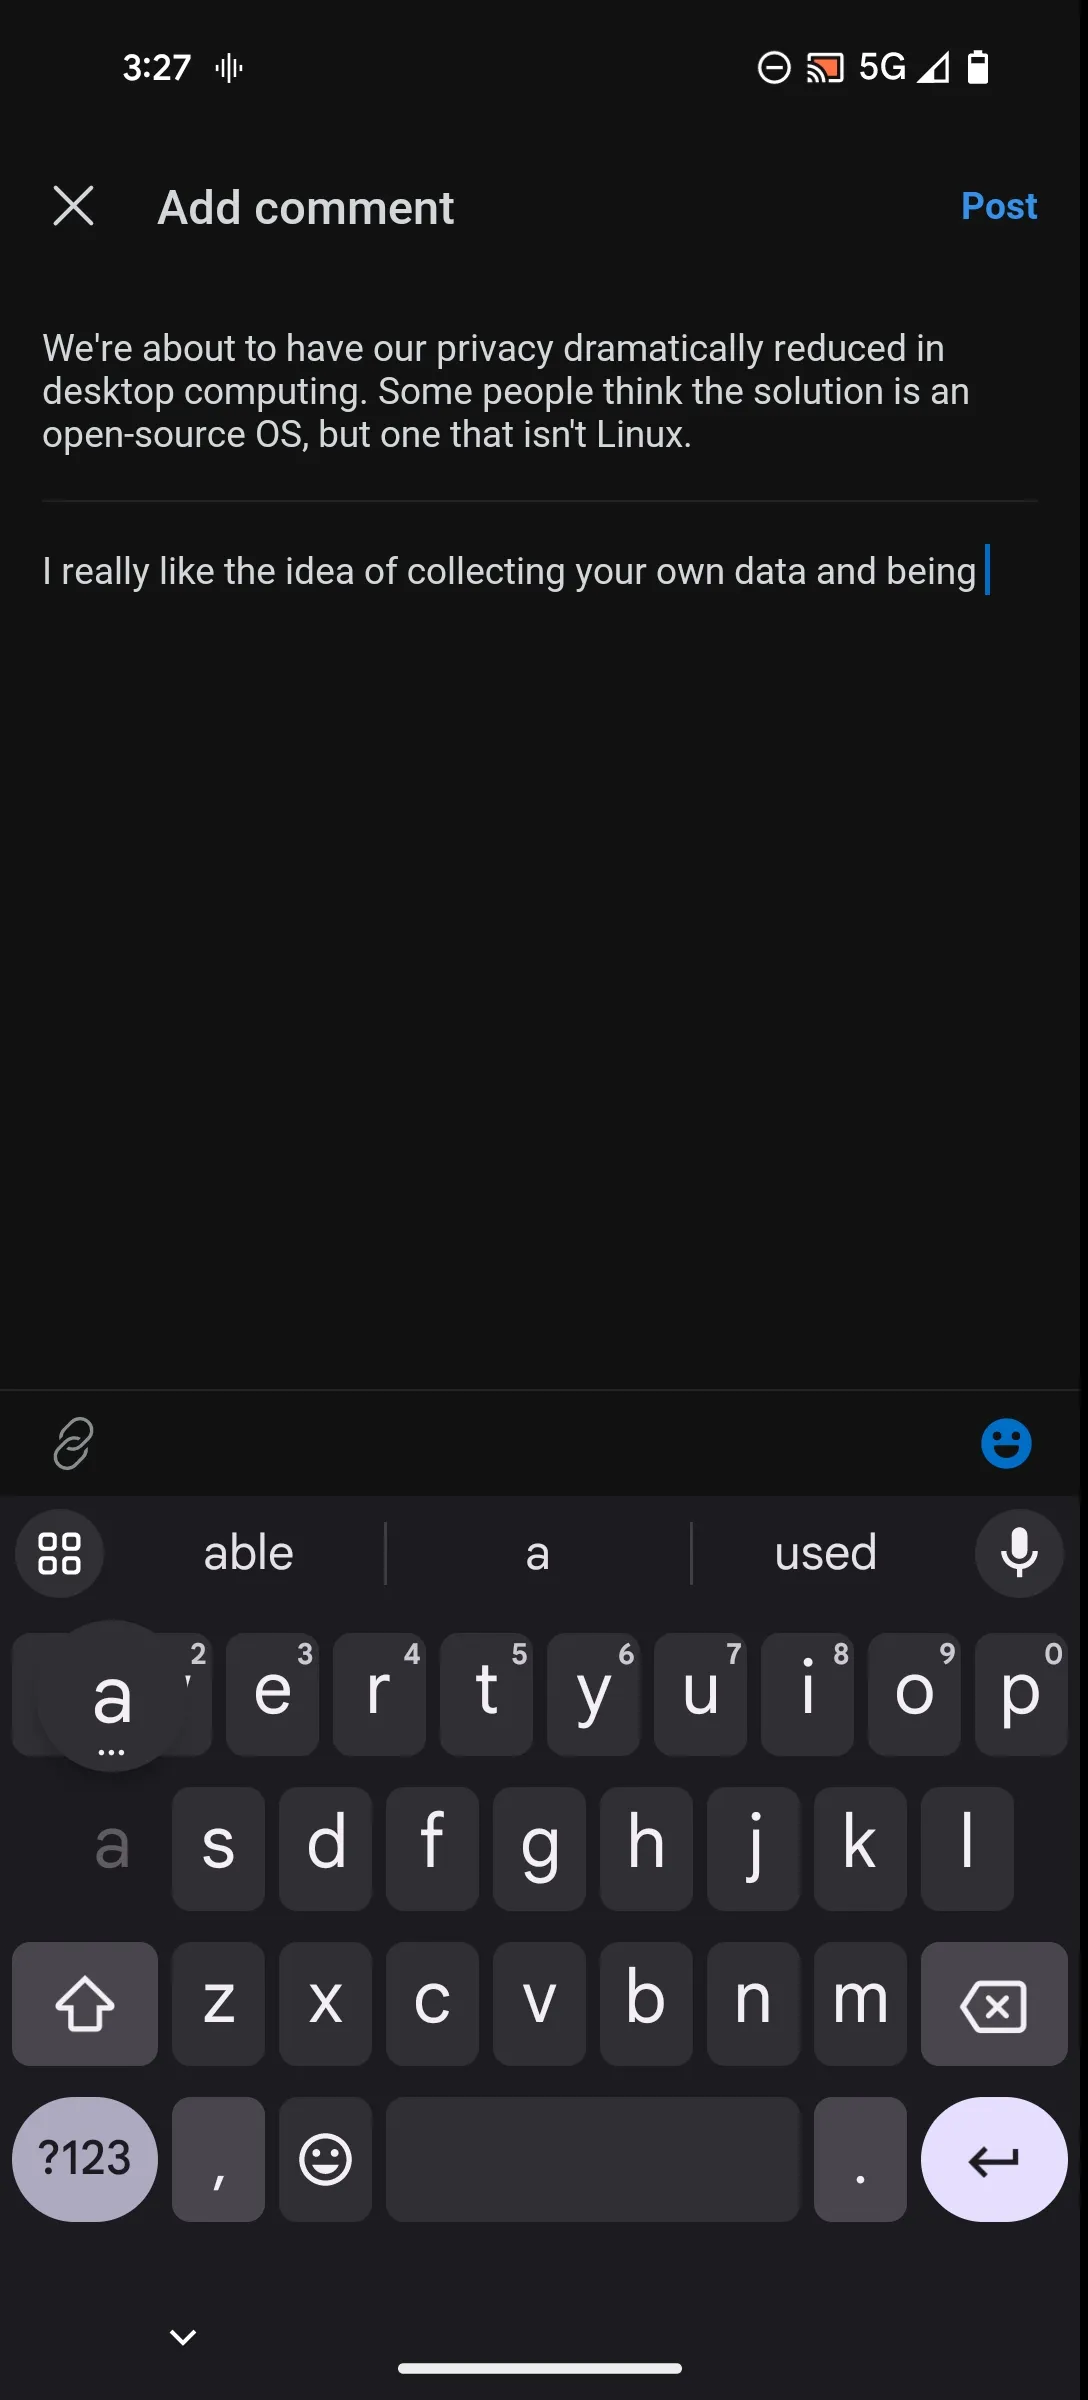 3:27 5G
Add comment Post
We're about to have our privacy dramatically reduced in
desktop computing. Some people think the solution is an
open-source OS, but one that isn't Linux.
I really like the idea of collecting your own data and being
able a used
a 2 e 3 r 4 t 5 y 6 u 7 i 8 o 9 p 0
...
a s d f g h j k l
z x c v b n m
?123 , .